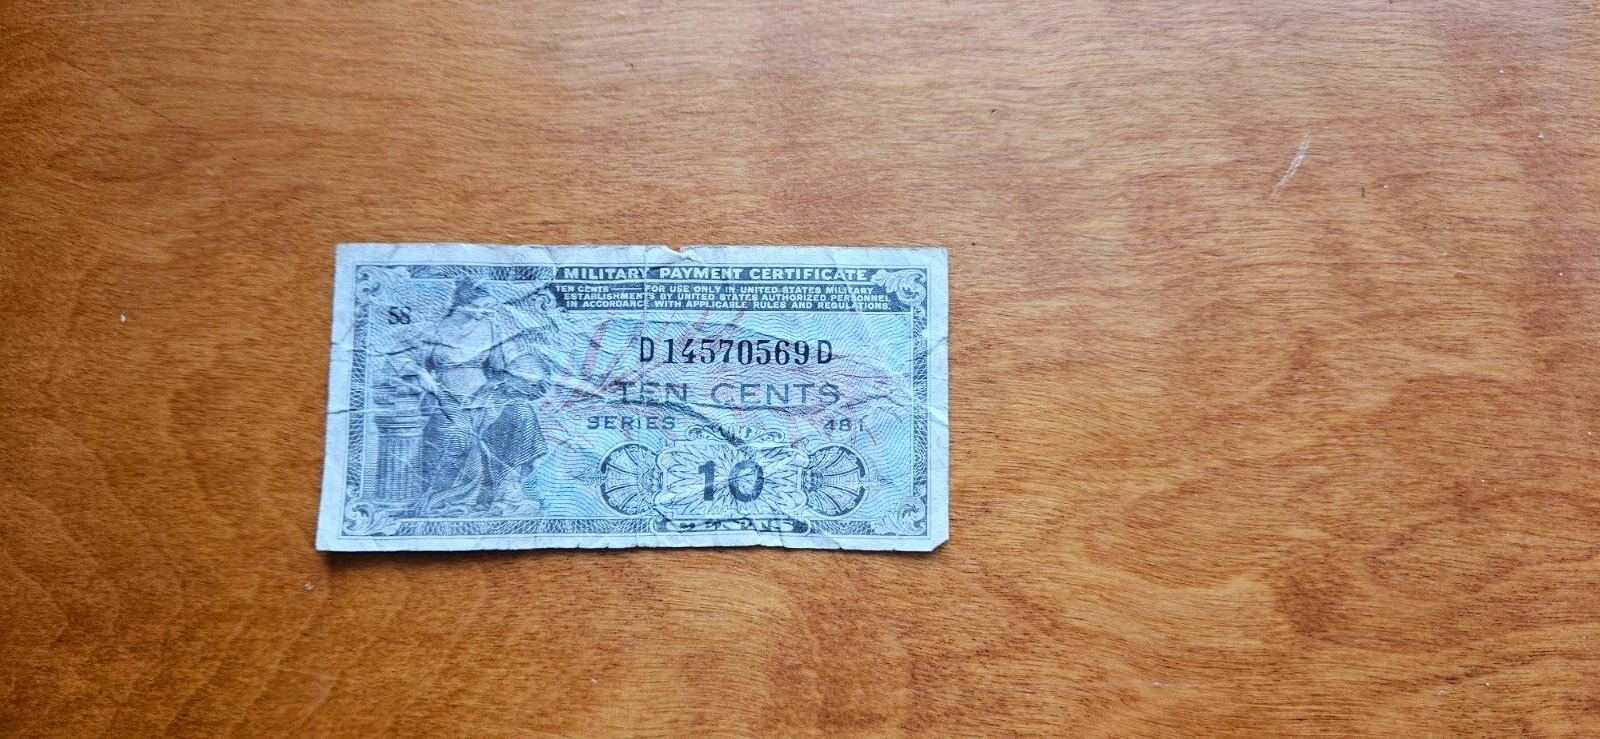 MILITARY PAYMENT CERTIFICATE
TEN CENTS — FOR USE ONLY IN UNITED STATES MILITARY
ESTABLISHMENTS BY UNITED STATES AUTHORIZED PERSONNEL
IN ACCORDANCE WITH APPLICABLE RULES AND REGULATIONS.
58
D14570569D
TEN CENTS
SERIES 481
10